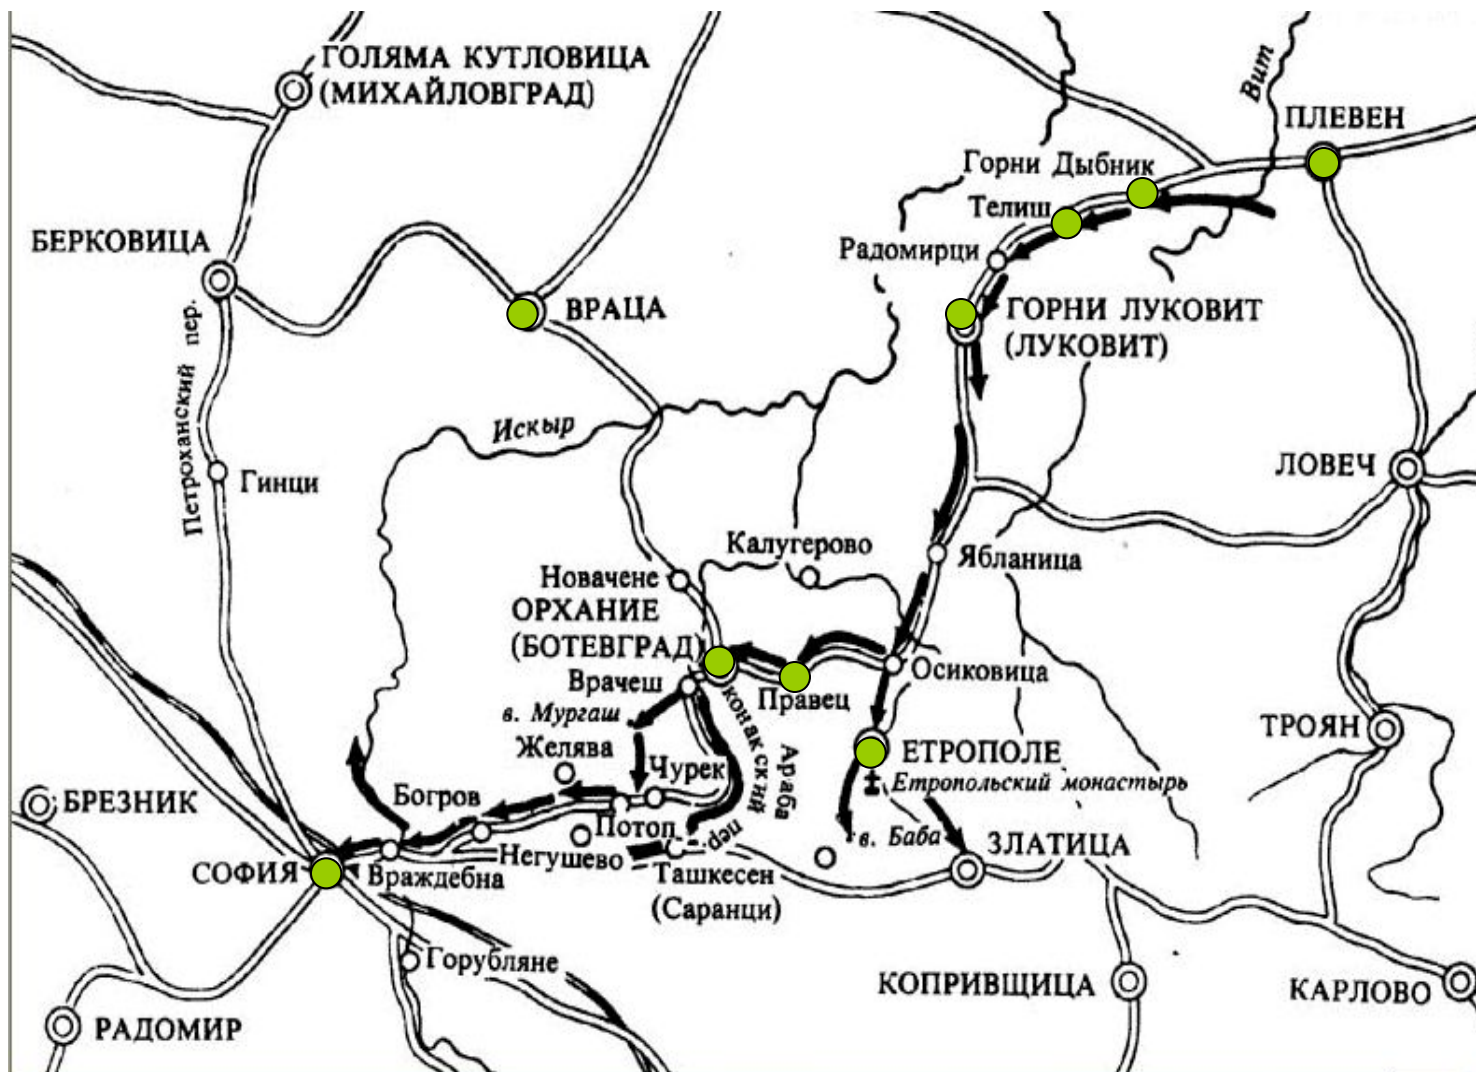 ГОЛЯМА КУТЛОВИЦА
(МИХАЙЛОВГРАД)
Вит
ПЛЕВЕН
Горни Дыбник
Телиш
Радомирци
БЕРКОВИЦА
ВРАЦА
ГОРНИ ЛУКОВИТ
(ЛУКОВИТ)
Петроханский пер.
Искыр
Гинци
ЛОВЕЧ
Калугерово
Ябланица
Новачене
ОРХАНИЕ
(БОТЕВГРАД)
Осиковица
Врачеш
Правец
в. Мургаш
Араба
конакский
пер.
ТРОЯН
Желява
ЕТРОПОЛЕ
Чурек
Етропольский монастырь
БРЕЗНИК
Богров
Потоп
в. Баба
ЗЛАТИЦА
Негушево
СОФИЯ
Враждебна
Ташкесен
(Саранци)
Горубляне
КОПРИВЩИЦА
КАРЛОВО
РАДОМИР